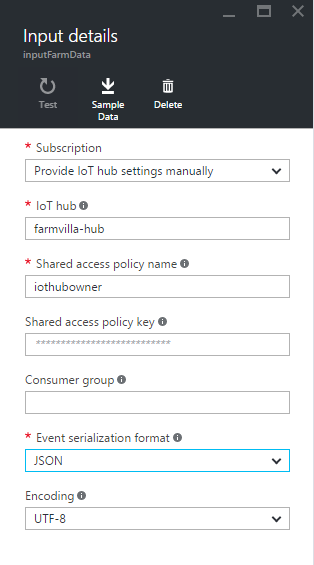 Input details
inputFarmData
Test
Sample
Data
Delete
* Subscription
Provide IoT hub settings manually
* IoT hub
farmvilla-hub
* Shared access policy name
iothubowner
Shared access policy key
***************************
Consumer group
* Event serialization format
JSON
Encoding
UTF-8